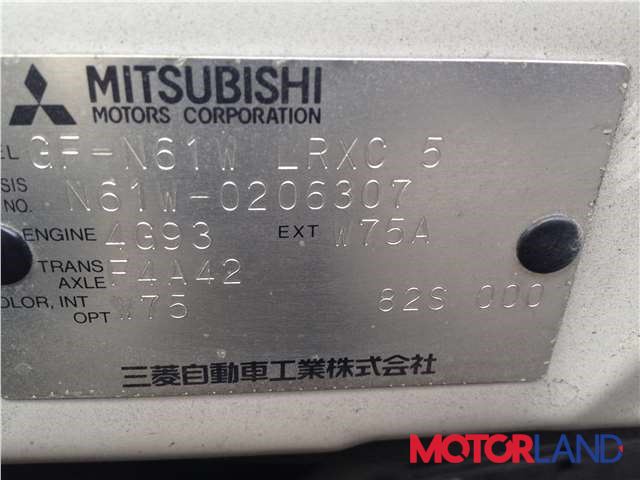 MITSUBISHI
MOTORS CORPORATION
EL GF-N61W LRXC 5
SIS
NO. N61W-0206307
ENGINE 4G93 EXT W75A
TRANS
AXLE F4A42
OLOR, INT
OPT W75 82S 000
三菱自動車工業株式会社
MOTORLAND